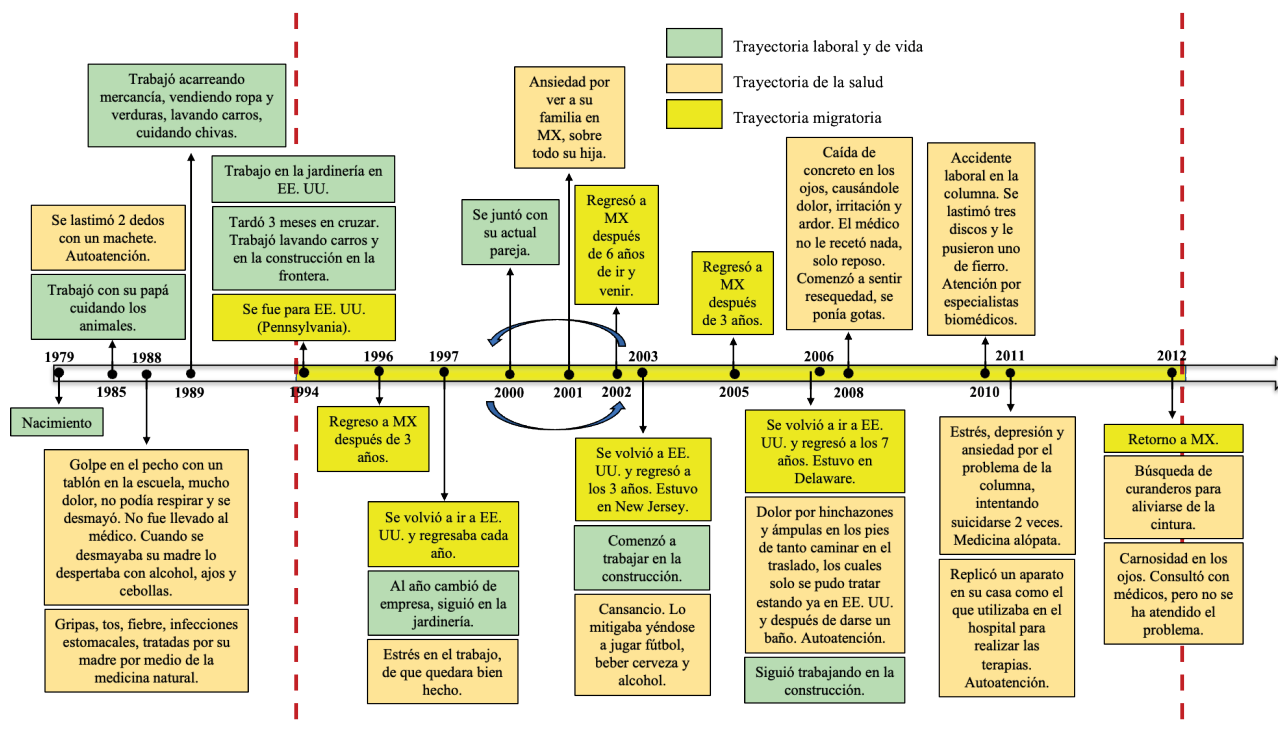 Trayectoria laboral y de vida
Trayectoria de la salud
Trayectoria migratoria
Trabajó acarreando
mercancía, vendiendo ropa y
verduras, lavando carros,
cuidando chivas.
Se lastimó 2 dedos
con un machete.
Autoatención.
Trabajó con su papá
cuidando los
animales.
Trabajo en la jardinería en
EE. UU.
Tardó 3 meses en cruzar.
Trabajó lavando carros y
en la construcción en la
frontera.
Se fue para EE. UU.
(Pennsylvania).
Se juntó con
su actual
pareja.
Ansiedad por
ver a su
familia en
MX, sobre
todo su hija.
Regresó a
MX
después
de 6 años
de ir y
venir.
Regresó a
MX
después
de 3 años.
Caída de
concreto en los
ojos, causándole
dolor, irritación y
ardor. El médico
no le recetó nada,
solo reposo.
Comenzó a sentir
resequedad, se
ponía gotas.
Accidente
laboral en la
columna. Se
lastimó tres
discos y le
pusieron uno
de fierro.
Atención por
especialistas
biomédicos.
1979
1985
1988
1989
1994
1996
1997
2000
2001
2002
2003
2005
2006
2008
2010
2011
2012
Nacimiento
Golpe en el pecho con un
tablón en la escuela, mucho
dolor, no podía respirar y se
desmayó. No fue llevado al
médico. Cuando se
desmayaba su madre lo
despertaba con alcohol, ajos y
cebollas.
Gripas, tos, fiebre, infecciones
estomacales, tratadas por su
madre por medio de la
medicina natural.
Regreso a MX
después de 3
años.
Se volvió a ir a EE.
UU. y regresaba cada
año.
Al año cambió de
empresa, siguió en la
jardinería.
Estrés en el trabajo,
de que quedara bien
hecho.
Se volvió a EE.
UU. y regresó a
los 3 años. Estuvo
en New Jersey.
Comenzó a
trabajar en la
construcción.
Cansancio. Lo
mitigaba yéndose
a jugar fútbol,
beber cerveza y
alcohol.
Se volvió a ir a EE.
UU. y regresó a los 7
años. Estuvo en
Delaware.
Dolor por hinchazones
y ámpulas en los pies
de tanto caminar en el
traslado, los cuales
solo se pudo tratar
estando ya en EE. UU.
y después de darse un
baño. Autoatención.
Siguió trabajando en la
construcción.
Estrés, depresión y
ansiedad por el
problema de la
columna,
intentando
suicidarse 2 veces.
Medicina alópata.
Replicó un aparato
en su casa como el
que utilizaba en el
hospital para
realizar las
terapias.
Autoatención.
Retorno a MX.
Búsqueda de
curanderos para
aliviarse de la
cintura.
Carnosidad en los
ojos. Consultó con
médicos, pero no se
ha atendido el
problema.